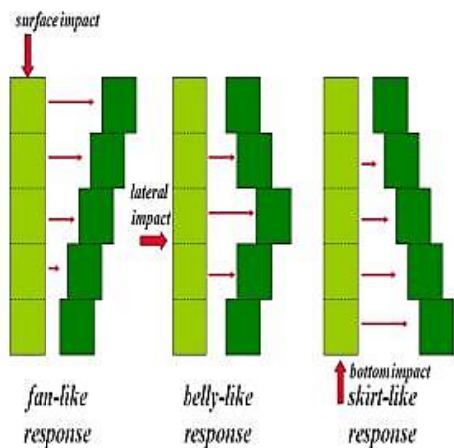 surface impact
lateral
impact
bottom impact
fan-like
response
belly-like
response
skirt-like
response